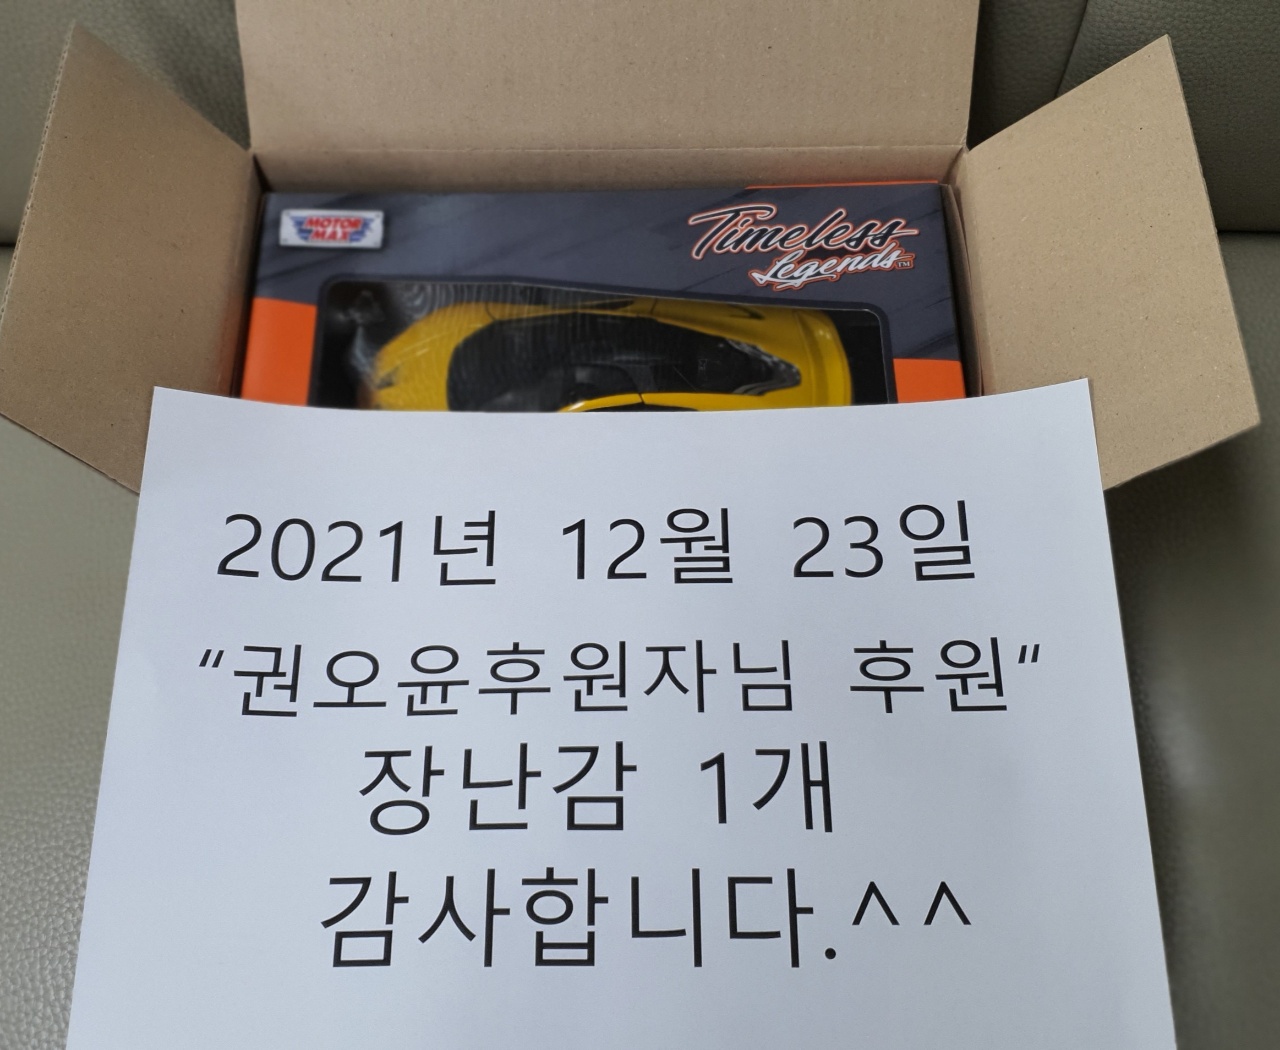 MOTOR
MAX
Timeless
Legends™
2021년 12월 23일
“권오윤후원자님 후원“
장난감 1개
감사합니다.^^